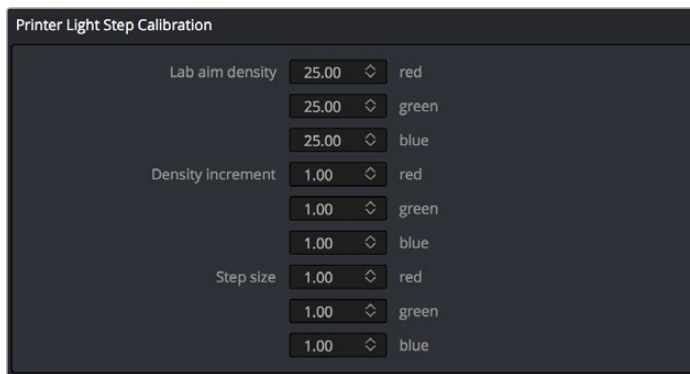 Printer Light Step Calibration
Lab aim density 25.00 red
25.00 green
25.00 blue
Density increment 1.00 red
1.00 green
1.00 blue
Step size 1.00 red
1.00 green
1.00 blue